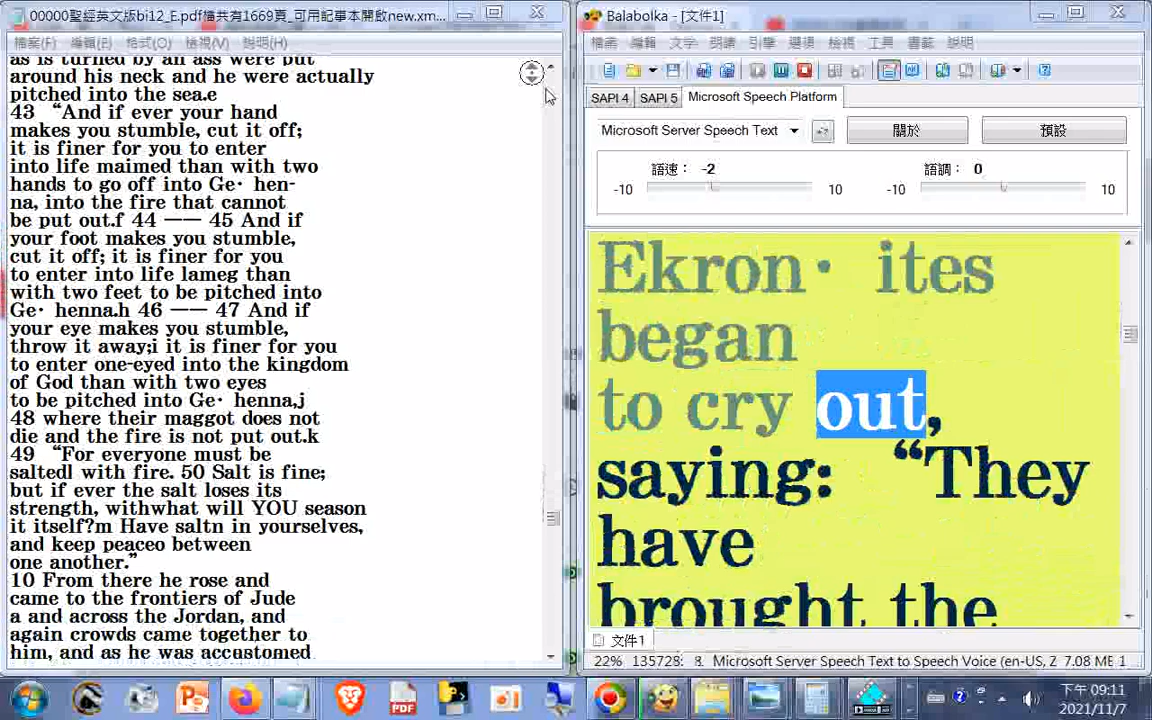 00000聖經英文版bi12_E.pdf檔共有1669頁_可用記事本開啟new.xm...
檔案(F) 編輯(E) 格式(O) 檢視(V) 說明(H)
as is turned by an ass were put
around his neck and he were actually
pitched into the sea.e
43 “And if ever your hand
makes you stumble, cut it off;
it is finer for you to enter
into life maimed than with two
hands to go off into Ge· hen-
na, into the fire that cannot
be put out.f 44 —— 45 And if
your foot makes you stumble,
cut it off; it is finer for you
to enter into life lameg than
with two feet to be pitched into
Ge· henna.h 46 —— 47 And if
your eye makes you stumble,
throw it away;i it is finer for you
to enter one-eyed into the kingdom
of God than with two eyes
to be pitched into Ge· henna,j
48 where their maggot does not
die and the fire is not put out.k
49 “For everyone must be
saltedl with fire. 50 Salt is fine;
but if ever the salt loses its
strength, withwhat will YOU season
it itself?m Have saltn in yourselves,
and keep peaceo between
one another.”
10 From there he rose and
came to the frontiers of Jude
a and across the Jordan, and
again crowds came together to
him, and as he was accustomed
Balabolka - [文件1]
檔案 編輯 文字 朗讀 引擎 選項 檢視 工具 書籤 說明
SAPI 4 SAPI 5 Microsoft Speech Platform
Microsoft Server Speech Text +? 關於 預設
語速： -2 語調： 0
-10 10 -10 10
Ekron· ites
began
to cry out,
saying: “They
have
brought the
文件1
22% 135728: 8. Microsoft Server Speech Text to Speech Voice (en-US, Z 7.08 ME 1
PDF
下午 09:11
2021/11/7